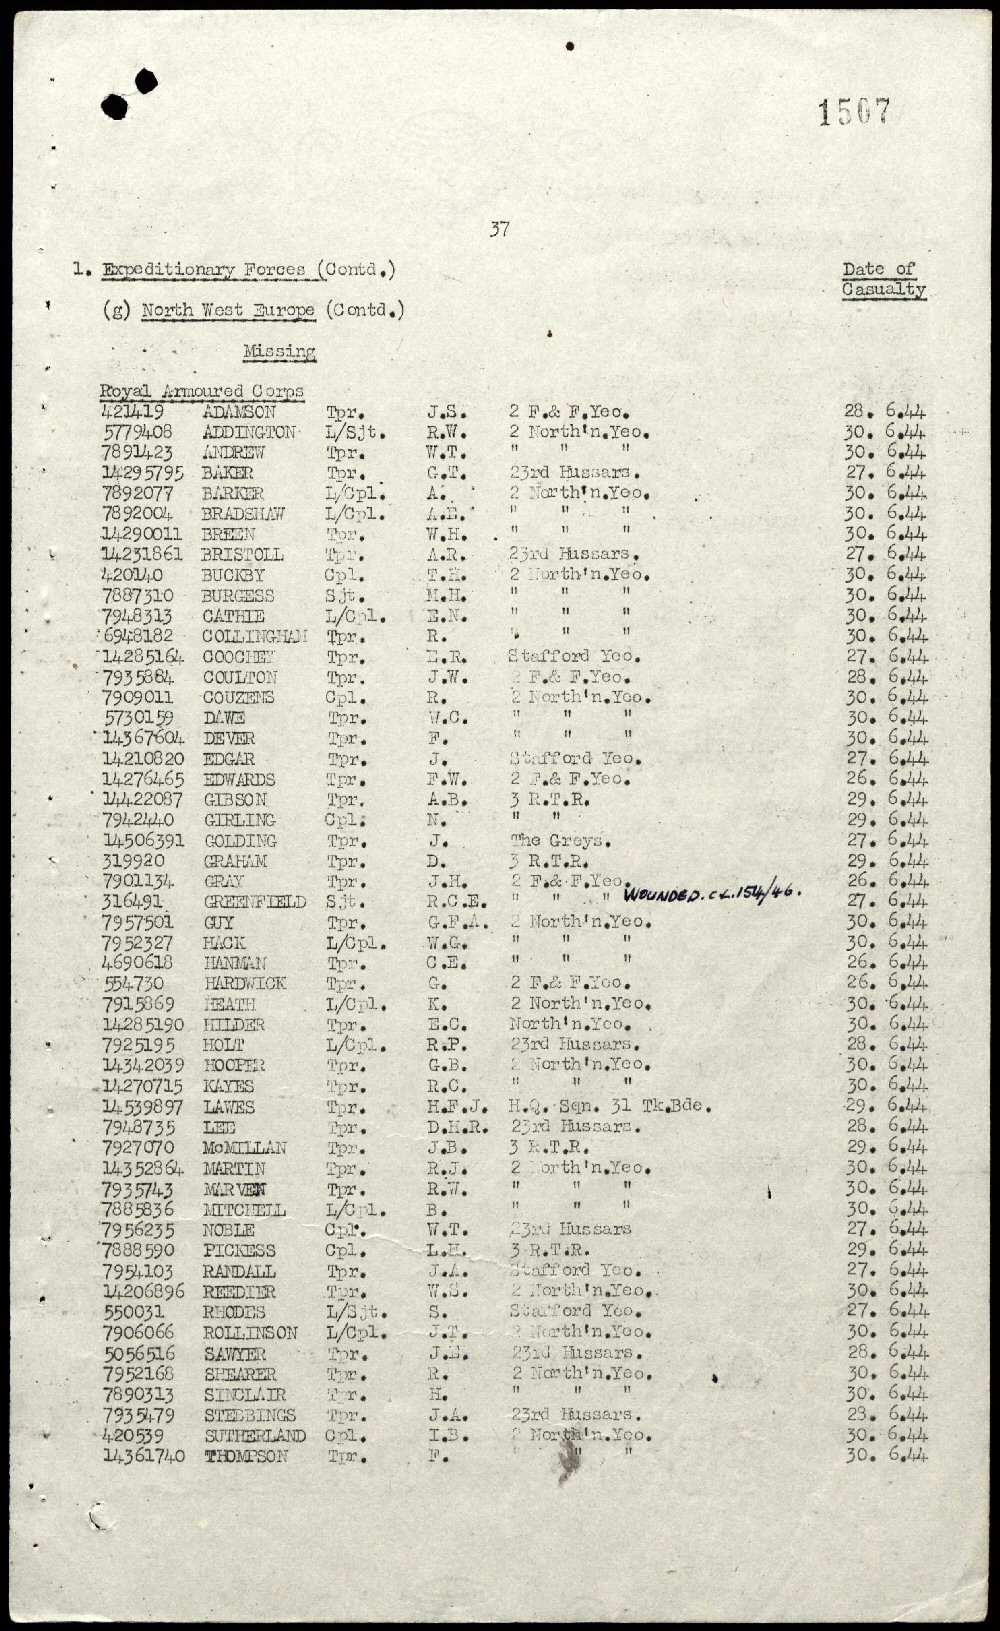 1507
37
1. Expeditionary Forces (Contd.) Date of
Casualty
(g) North West Europe (Contd.)
Missing
Royal Armoured Corps
421419 ADAMSON Tpr. J.S. 2 F.& F.Yeo. 28. 6.44
5779408 ADDINGTON L/Sjt. R.W. 2 North'n.Yeo. 30. 6.44
7891423 ANDREW Tpr. W.T. " " " 30. 6.44
14295795 BAKER Tpr. G.T. 23rd Hussars. 27. 6.44
7892077 BARKER L/Cpl. A. 2 North'n.Yeo. 30. 6.44
7892004 BRADSHAW L/Cpl. A.E. " " " 30. 6.44
14290011 BREEN Tpr. W.H. " " " 30. 6.44
14231861 BRISTOLL Tpr. A.R. 23rd Hussars. 27. 6.44
420140 BUCKBY Cpl. T.H. 2 North'n.Yeo. 30. 6.44
7887310 BURGESS Sjt. M.H. " " " 30. 6.44
7948313 CATHIE L/Cpl. E.N. " " " 30. 6.44
6948182 COLLINGHAM Tpr. R. " " " 30. 6.44
14285164 COOCHEY Tpr. E.R. Stafford Yeo. 27. 6.44
7935884 COULTON Tpr. J.W. 2 F.& F.Yeo. 28. 6.44
7909011 COUZENS Cpl. R. 2 North'n.Yeo. 30. 6.44
5730159 DAWE Tpr. W.C. " " " 30. 6.44
14367604 DEVER Tpr. F. " " " 30. 6.44
14210820 EDGAR Tpr. J. Stafford Yeo. 27. 6.44
14276465 EDWARDS Tpr. F.W. 2 F.& F.Yeo. 26. 6.44
14422087 GIBSON Tpr. A.B. 3 R.T.R. 29. 6.44
7942440 GIRLING Cpl. N. " " 29. 6.44
14506391 GOLDING Tpr. J. The Greys. 27. 6.44
319920 GRAHAM Tpr. D. 3 R.T.R. 29. 6.44
7901134 GRAY Tpr. J.H. 2 F.& F.Yeo. 26. 6.44
316491 GREENFIELD Sjt. R.C.E. " " " WOUNDED. C L.1514/46. 27. 6.44
7957501 GUY Tpr. G.F.A. 2 North'n.Yeo. 30. 6.44
7952327 HACK L/Cpl. W.G. " " " 30. 6.44
4690618 HANMAN Tpr. C.E. " " " 26. 6.44
554730 HARDWICK Tpr. G. 2 F.& F.Yeo. 26. 6.44
7915869 HEATH L/Cpl. K. 2 North'n.Yeo. 30. 6.44
14285190 HILDER Tpr. E.C. North'n.Yeo. 30. 6.44
7925195 HOLT L/Cpl. R.P. 23rd Hussars. 28. 6.44
14342039 HOOPER Tpr. G.B. 2 North'n.Yeo. 30. 6.44
14270715 KAYES Tpr. R.C. " " " 30. 6.44
14539897 LAWES Tpr. H.F.J. H.Q. Sqn. 31 Tk.Bde. 29. 6.44
7948735 LEE Tpr. D.H.R. 23rd Hussars. 28. 6.44
7927070 McMILLAN Tpr. J.B. 3 R.T.R. 29. 6.44
14352864 MARTIN Tpr. R.J. 2 North'n.Yeo. 30. 6.44
7935743 MARVEN Tpr. R.W. " " " 30. 6.44
7885836 MITCHELL L/Cpl. B. " " " 30. 6.44
7956235 NOBLE Cpl. W.T. 23rd Hussars 27. 6.44
7888590 PICKESS Cpl. L.H. 3 R.T.R. 29. 6.44
7954103 RANDALL Tpr. J.A. Stafford Yeo. 27. 6.44
14206896 REEDIER Tpr. W.S. 2 North'n.Yeo. 30. 6.44
550031 RHODES L/Sjt. S. Stafford Yeo. 27. 6.44
7906066 ROLLINSON L/Cpl. J.T. 2 North'n.Yeo. 30. 6.44
5056516 SAWYER Tpr. J.E. 23rd Hussars. 28. 6.44
7952168 SHEARER Tpr. R. 2 North'n.Yeo. 30. 6.44
7890313 SINCLAIR Tpr. H. " " " 30. 6.44
7935479 STEBBINGS Tpr. J.A. 23rd Hussars. 28. 6.44
420539 SUTHERLAND Cpl. I.B. 2 North'n.Yeo. 30. 6.44
14361740 THOMPSON Tpr. F. " " " 30. 6.44